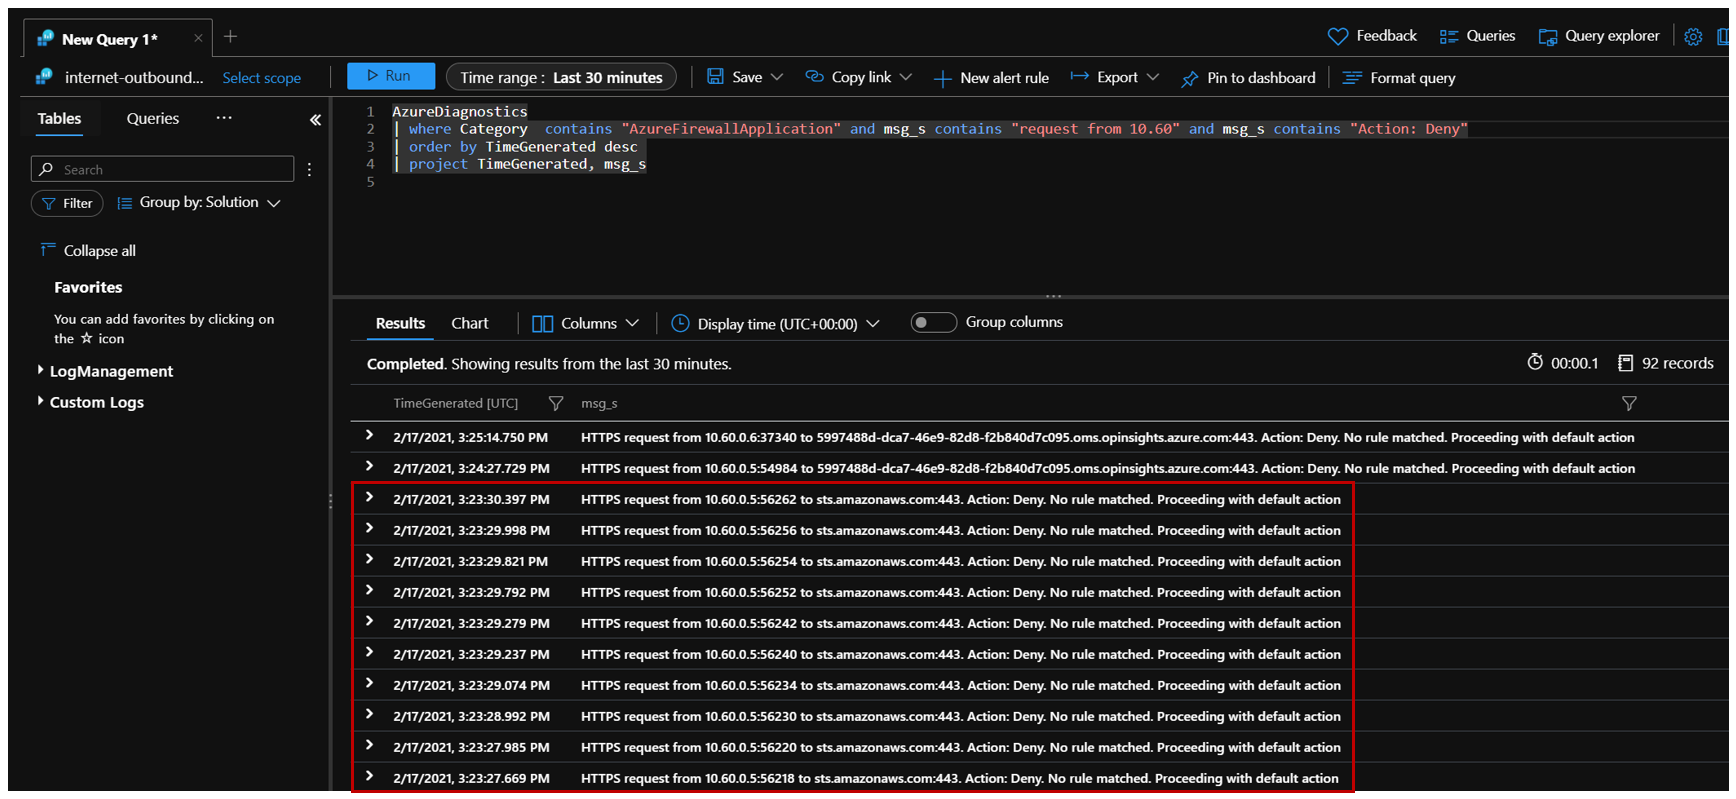 New Query 1*
Feedback
Queries
Query explorer
internet-outbound...
Select scope
Run
Time range : Last 30 minutes
Save
Copy link
New alert rule
Export
Pin to dashboard
Format query
Tables
Queries
...
«
1 AzureDiagnostics
2 | where Category  contains "AzureFirewallApplication" and msg_s contains "request from 10.60" and msg_s contains "Action: Deny"
3 | order by TimeGenerated desc
4 | project TimeGenerated, msg_s
5
Search
Filter
Group by: Solution
Collapse all
Favorites
You can add favorites by clicking on
the ☆ icon
LogManagement
Custom Logs
Results
Chart
Columns
Display time (UTC+00:00)
Group columns
Completed. Showing results from the last 30 minutes.
00:00.1
92 records
TimeGenerated [UTC]
msg_s
2/17/2021, 3:25:14.750 PM HTTPS request from 10.60.0.6:37340 to 5997488d-dca7-46e9-82d8-f2b840d7c095.oms.opinsights.azure.com:443. Action: Deny. No rule matched. Proceeding with default action
2/17/2021, 3:24:27.729 PM HTTPS request from 10.60.0.5:54984 to 5997488d-dca7-46e9-82d8-f2b840d7c095.oms.opinsights.azure.com:443. Action: Deny. No rule matched. Proceeding with default action
2/17/2021, 3:23:30.397 PM HTTPS request from 10.60.0.5:56262 to sts.amazonaws.com:443. Action: Deny. No rule matched. Proceeding with default action
2/17/2021, 3:23:29.998 PM HTTPS request from 10.60.0.5:56256 to sts.amazonaws.com:443. Action: Deny. No rule matched. Proceeding with default action
2/17/2021, 3:23:29.821 PM HTTPS request from 10.60.0.5:56254 to sts.amazonaws.com:443. Action: Deny. No rule matched. Proceeding with default action
2/17/2021, 3:23:29.792 PM HTTPS request from 10.60.0.5:56252 to sts.amazonaws.com:443. Action: Deny. No rule matched. Proceeding with default action
2/17/2021, 3:23:29.279 PM HTTPS request from 10.60.0.5:56242 to sts.amazonaws.com:443. Action: Deny. No rule matched. Proceeding with default action
2/17/2021, 3:23:29.237 PM HTTPS request from 10.60.0.5:56240 to sts.amazonaws.com:443. Action: Deny. No rule matched. Proceeding with default action
2/17/2021, 3:23:29.074 PM HTTPS request from 10.60.0.5:56234 to sts.amazonaws.com:443. Action: Deny. No rule matched. Proceeding with default action
2/17/2021, 3:23:28.992 PM HTTPS request from 10.60.0.5:56230 to sts.amazonaws.com:443. Action: Deny. No rule matched. Proceeding with default action
2/17/2021, 3:23:27.985 PM HTTPS request from 10.60.0.5:56220 to sts.amazonaws.com:443. Action: Deny. No rule matched. Proceeding with default action
2/17/2021, 3:23:27.669 PM HTTPS request from 10.60.0.5:56218 to sts.amazonaws.com:443. Action: Deny. No rule matched. Proceeding with default action